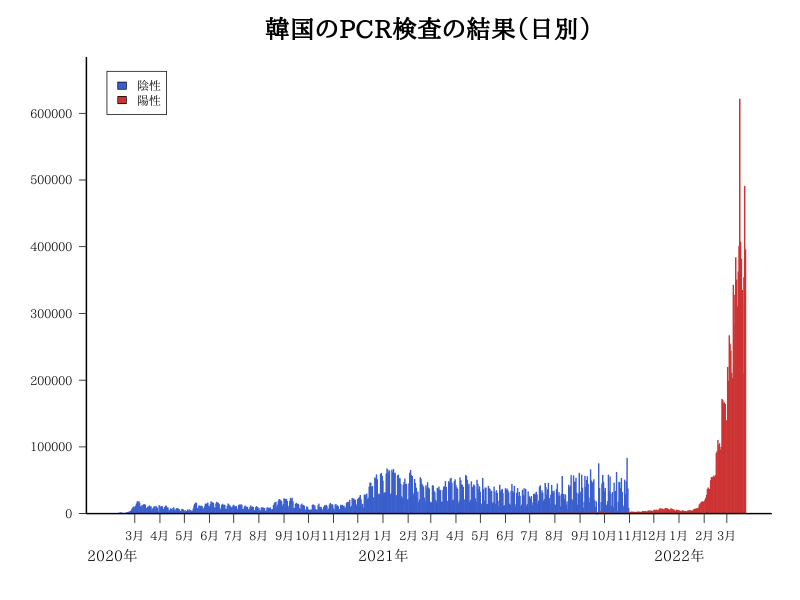 韓国のPCR検査の結果(日別)
陰性
陽性
600000
500000
400000
300000
200000
100000
0
3月 4月 5月 6月 7月 8月 9月 10月 11月 12月 1月 2月 3月 4月 5月 6月 7月 8月 9月 10月 11月 12月 1月 2月 3月
2020年 2021年 2022年